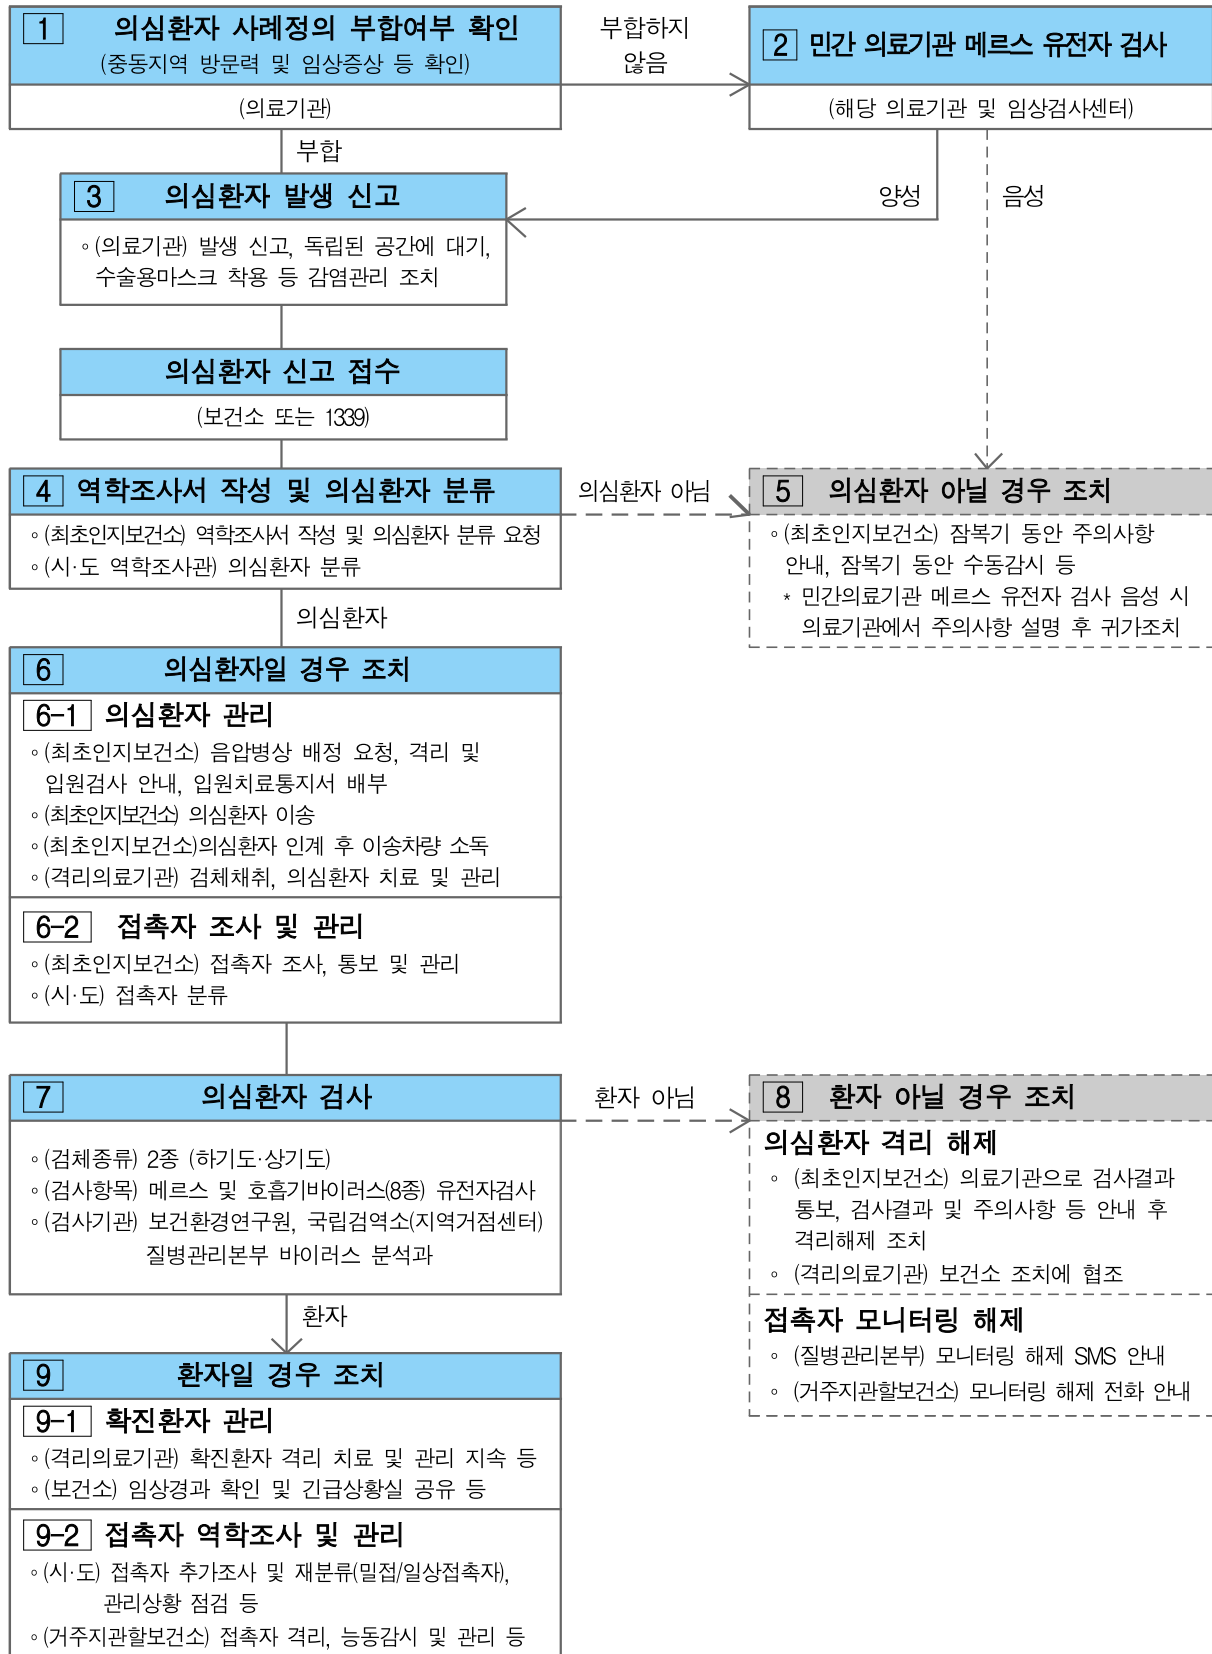 1 의심환자 사례정의 부합여부 확인
(중동지역 방문력 및 임상증상 등 확인)
(의료기관)
부합하지
않음
2 민간 의료기관 메르스 유전자 검사
(해당 의료기관 및 임상검사센터)
부합
양성
음성
3 의심환자 발생 신고
◦(의료기관) 발생 신고, 독립된 공간에 대기,
수술용마스크 착용 등 감염관리 조치
의심환자 신고 접수
(보건소 또는 1339)
4 역학조사서 작성 및 의심환자 분류
◦(최초인지보건소) 역학조사서 작성 및 의심환자 분류 요청
◦(시·도 역학조사관) 의심환자 분류
의심환자 아님
5 의심환자 아닐 경우 조치
◦(최초인지보건소) 잠복기 동안 주의사항
안내, 잠복기 동안 수동감시 등
* 민간의료기관 메르스 유전자 검사 음성 시
의료기관에서 주의사항 설명 후 귀가조치
의심환자
6 의심환자일 경우 조치
6-1 의심환자 관리
◦(최초인지보건소) 음압병상 배정 요청, 격리 및
입원검사 안내, 입원치료통지서 배부
◦(최초인지보건소) 의심환자 이송
◦(최초인지보건소)의심환자 인계 후 이송차량 소독
◦(격리의료기관) 검체채취, 의심환자 치료 및 관리
6-2 접촉자 조사 및 관리
◦(최초인지보건소) 접촉자 조사, 통보 및 관리
◦(시·도) 접촉자 분류
7 의심환자 검사
◦(검체종류) 2종 (하기도·상기도)
◦(검사항목) 메르스 및 호흡기바이러스(8종) 유전자검사
◦(검사기관) 보건환경연구원, 국립검역소(지역거점센터)
질병관리본부 바이러스 분석과
환자 아님
8 환자 아닐 경우 조치
의심환자 격리 해제
◦ (최초인지보건소) 의료기관으로 검사결과
통보, 검사결과 및 주의사항 등 안내 후
격리해제 조치
◦ (격리의료기관) 보건소 조치에 협조
접촉자 모니터링 해제
◦ (질병관리본부) 모니터링 해제 SMS 안내
◦ (거주지관할보건소) 모니터링 해제 전화 안내
환자
9 환자일 경우 조치
9-1 확진환자 관리
◦(격리의료기관) 확진환자 격리 치료 및 관리 지속 등
◦(보건소) 임상경과 확인 및 긴급상황실 공유 등
9-2 접촉자 역학조사 및 관리
◦(시·도) 접촉자 추가조사 및 재분류(밀접/일상접촉자),
관리상황 점검 등
◦(거주지관할보건소) 접촉자 격리, 능동감시 및 관리 등